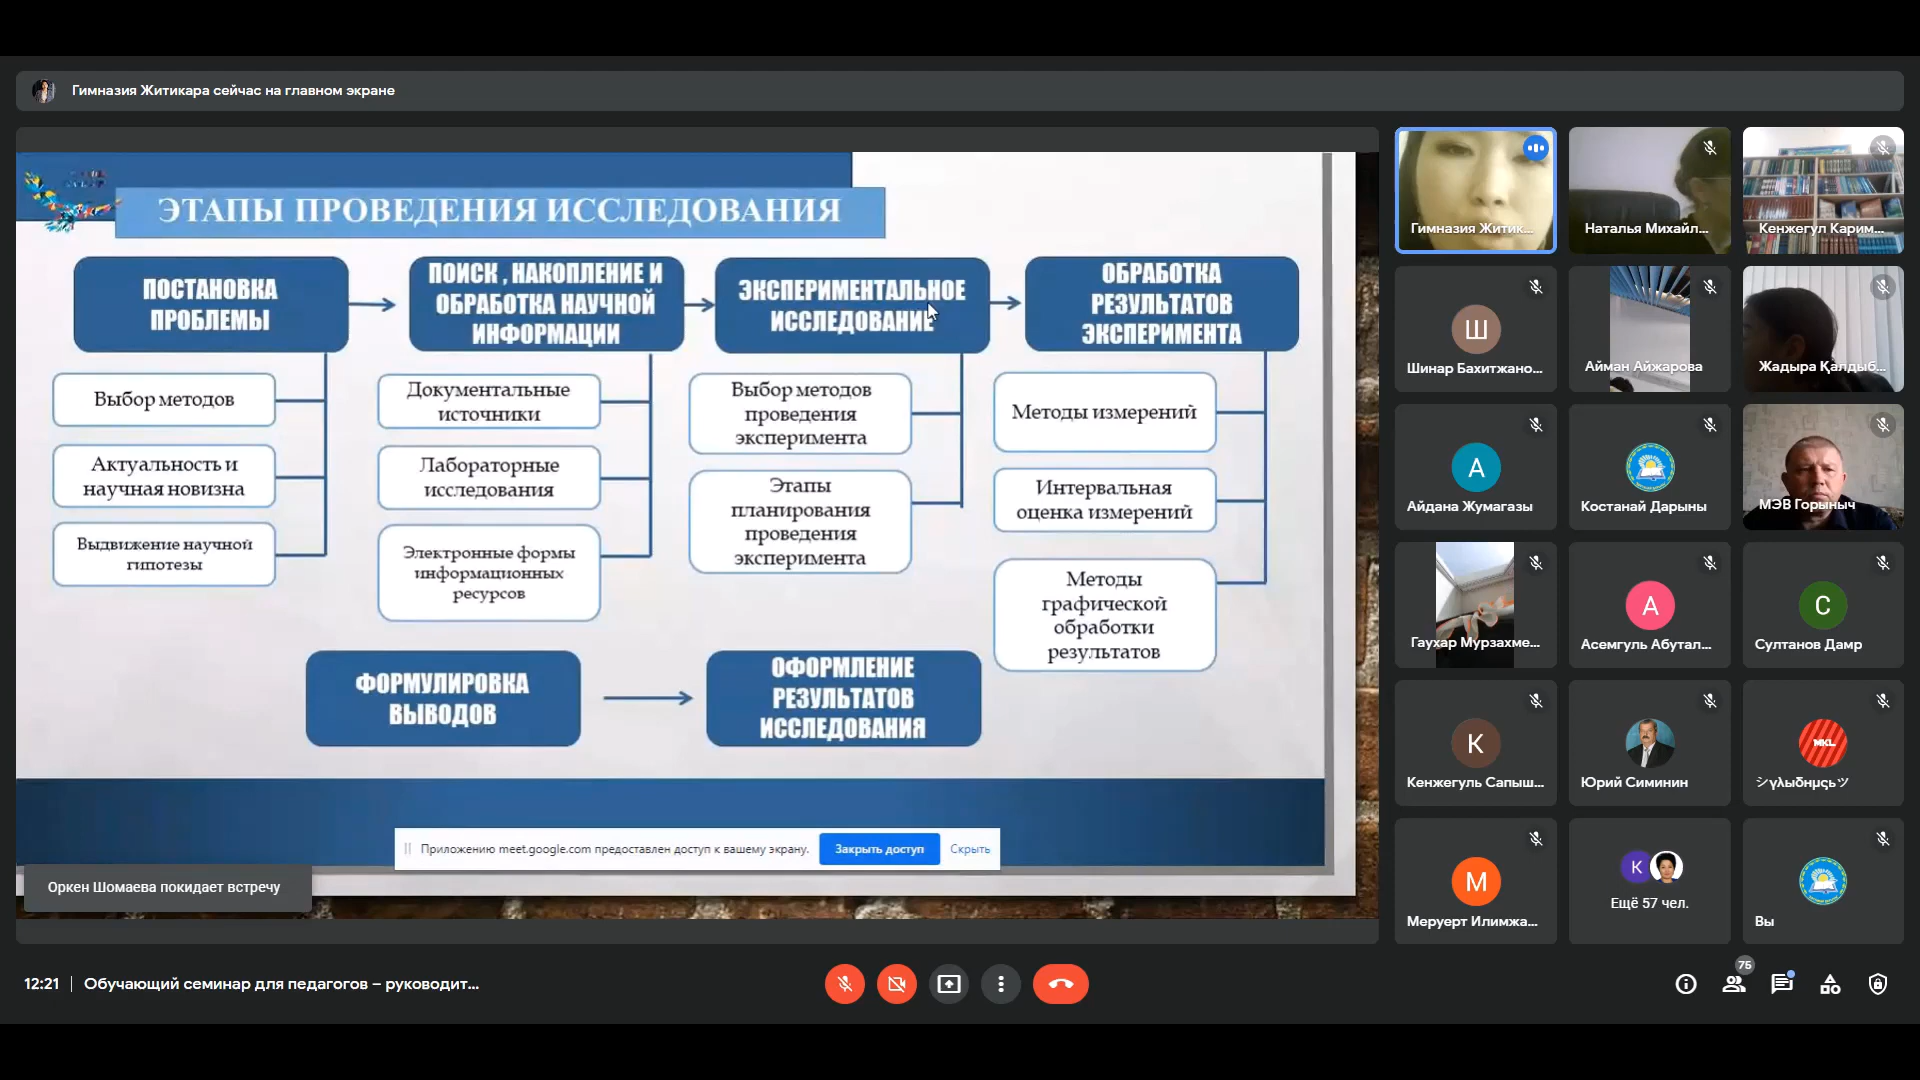 Гимназия Житикара сейчас на главном экране
ЭТАПЫ ПРОВЕДЕНИЯ ИССЛЕДОВАНИЯ
ПОСТАНОВКА
ПРОБЛЕМЫ
Выбор методов
Актуальность и
научная новизна
Выдвижение научной
гипотезы
ПОИСК , НАКОПЛЕНИЕ И
ОБРАБОТКА НАУЧНОЙ
ИНФОРМАЦИИ
Документальные
источники
Лабораторные
исследования
Электронные формы
информационных
ресурсов
ЭКСПЕРИМЕНТАЛЬНОЕ
ИССЛЕДОВАНИЕ
Выбор методов
проведения
эксперимента
Этапы
планирования
проведения
эксперимента
ОБРАБОТКА
РЕЗУЛЬТАТОВ
ЭКСПЕРИМЕНТА
Методы измерений
Интервальная
оценка измерений
Методы
графической
обработки
результатов
ФОРМУЛИРОВКА
ВЫВОДОВ
ОФОРМЛЕНИЕ
РЕЗУЛЬТАТОВ
ИССЛЕДОВАНИЯ
Приложению meet.google.com предоставлен доступ к вашему экрану.
Закрыть доступ
Скрыть
Оркен Шомаева покидает встречу
Гимназия Житик...
Наталья Михайл...
Кенжегул Карим...
Ш
Шинар Бахитжано...
Айман Айжарова
Жадыра Қалдыб...
А
Айдана Жумагазы
Костанай Дарыны
МЭВ Горыныч
Гаухар Мурзахме...
А
Асемгуль Абутал...
С
Султанов Дамр
К
Кенжегуль Сапыш...
Юрий Симинин
MKL
М
Меруерт Илимжа...
К
Ещё 57 чел.
Вы
12:21
Обучающий семинар для педагогов – руководит...
75